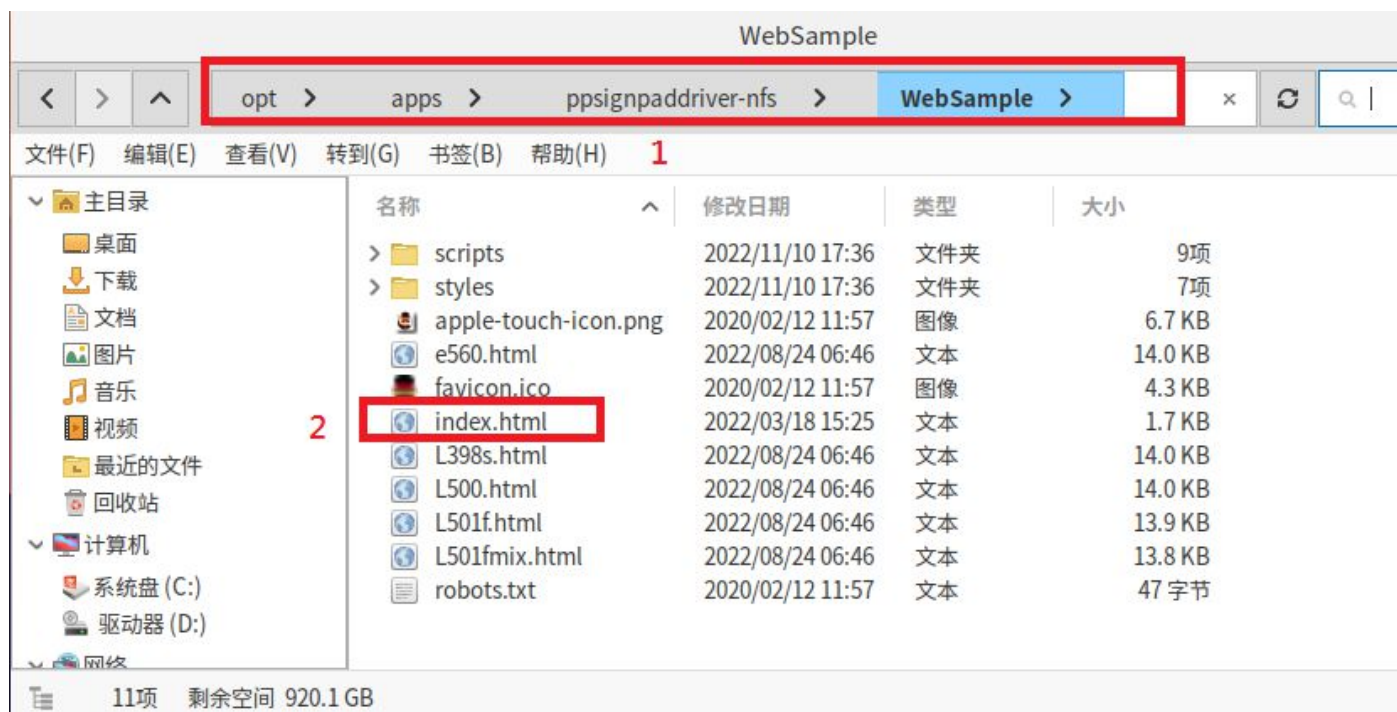 WebSample
opt apps ppsignpaddriver-nfs WebSample
文件(F) 编辑(E) 查看(V) 转到(G) 书签(B) 帮助(H) 1
主目录
桌面
下载
文档
图片
音乐
视频
最近的文件
回收站
计算机
系统盘 (C:)
驱动器 (D:)
网络
2
名称 修改日期 类型 大小
scripts 2022/11/10 17:36 文件夹 9项
styles 2022/11/10 17:36 文件夹 7项
apple-touch-icon.png 2020/02/12 11:57 图像 6.7 KB
e560.html 2022/08/24 06:46 文本 14.0 KB
favicon.ico 2020/02/12 11:57 图像 4.3 KB
index.html 2022/03/18 15:25 文本 1.7 KB
L398s.html 2022/08/24 06:46 文本 14.0 KB
L500.html 2022/08/24 06:46 文本 14.0 KB
L501f.html 2022/08/24 06:46 文本 13.9 KB
L501fmix.html 2022/08/24 06:46 文本 13.8 KB
robots.txt 2020/02/12 11:57 文本 47 字节
11项 剩余空间 920.1 GB